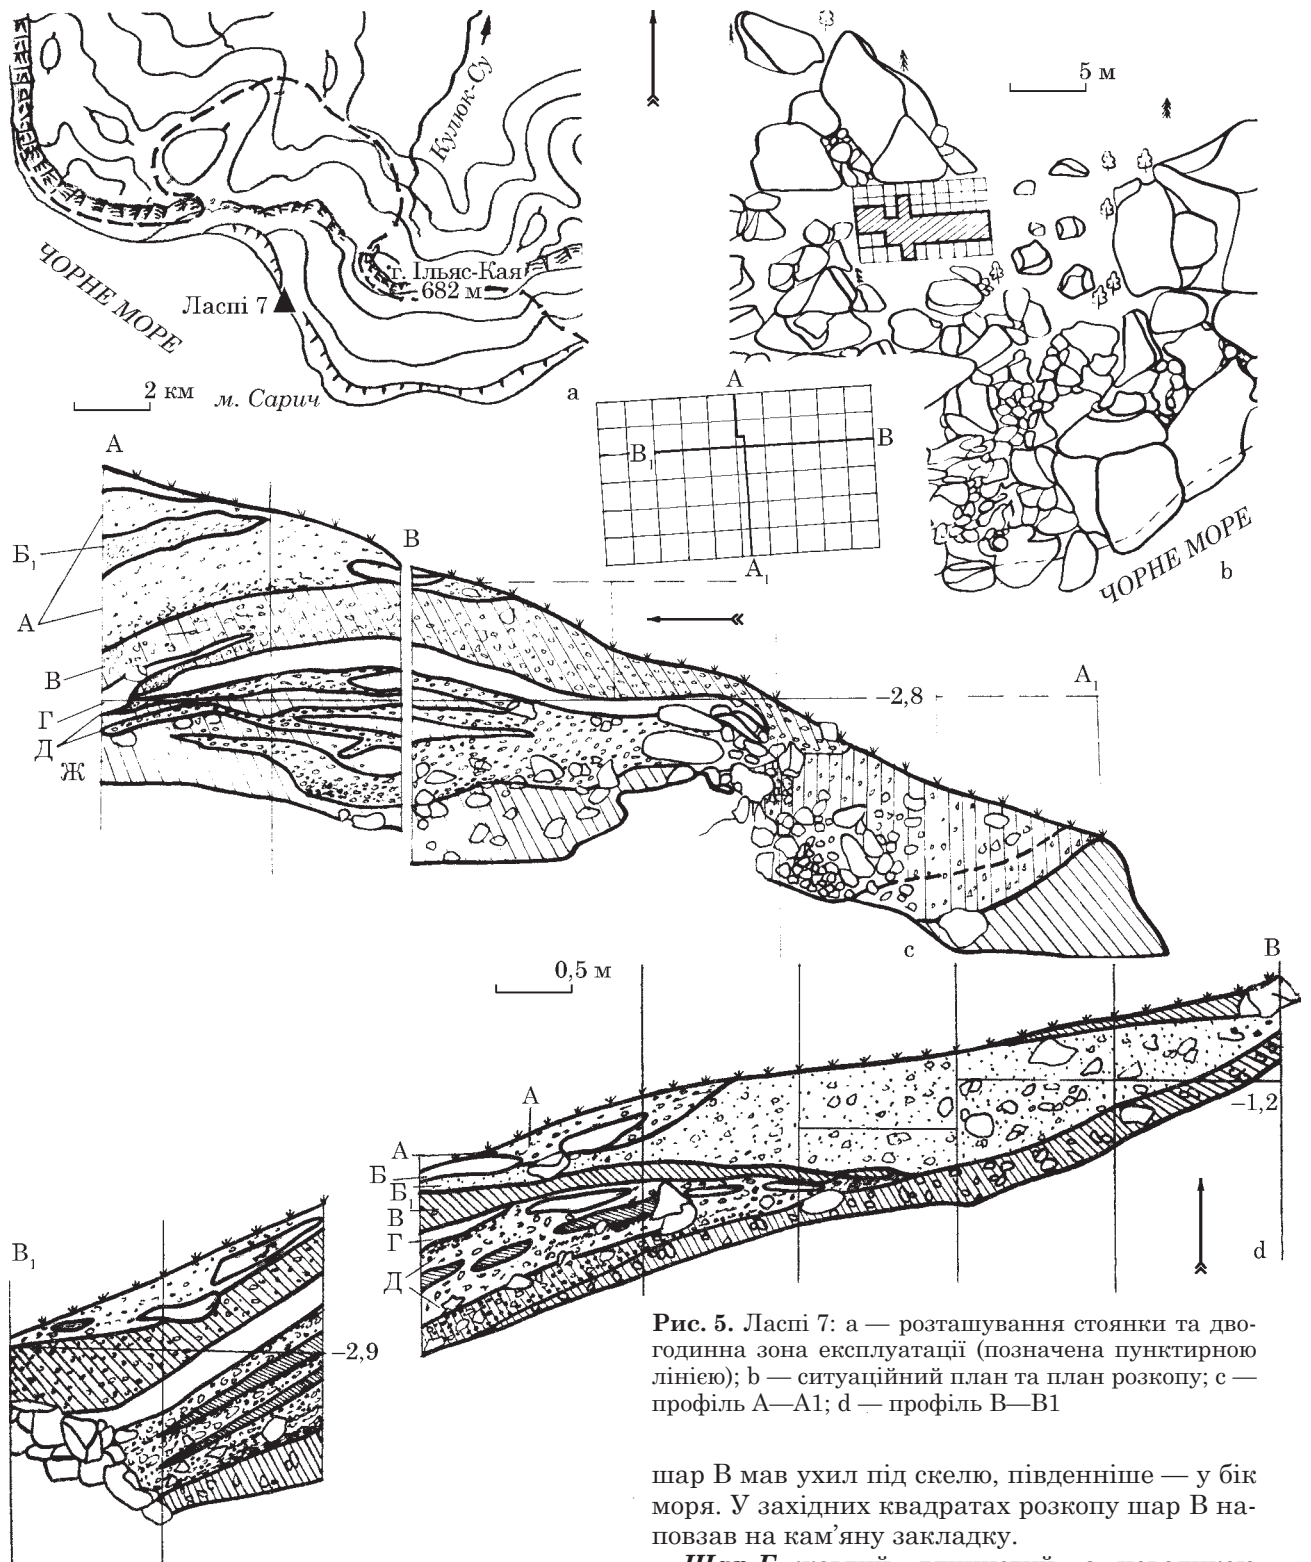 Кулюк-Су
5 м
ЧОРНЕ МОРЕ
г. Ільяс-Кая
682 м
Ласпі 7
2 км
м. Сарич
a
A
B
B₁
A₁
ЧОРНЕ МОРЕ
b
A
Б₁
А
В
Г
Д
Ж
B
–2,8
A₁
c
0,5 м
B
–1,2
A
А
Б
Б₁
В
Г
Д
d
B₁
–2,9
Рис. 5. Ласпі 7: a — розташування стоянки та дво-
годинна зона експлуатації (позначена пунктирною
лінією); b — ситуаційний план та план розкопу; c —
профіль A—A1; d — профіль B—B1
шар В мав ухил під скелю, південніше — у бік
моря. У західних квадратах розкопу шар В на-
повзав на кам’яну закладку.